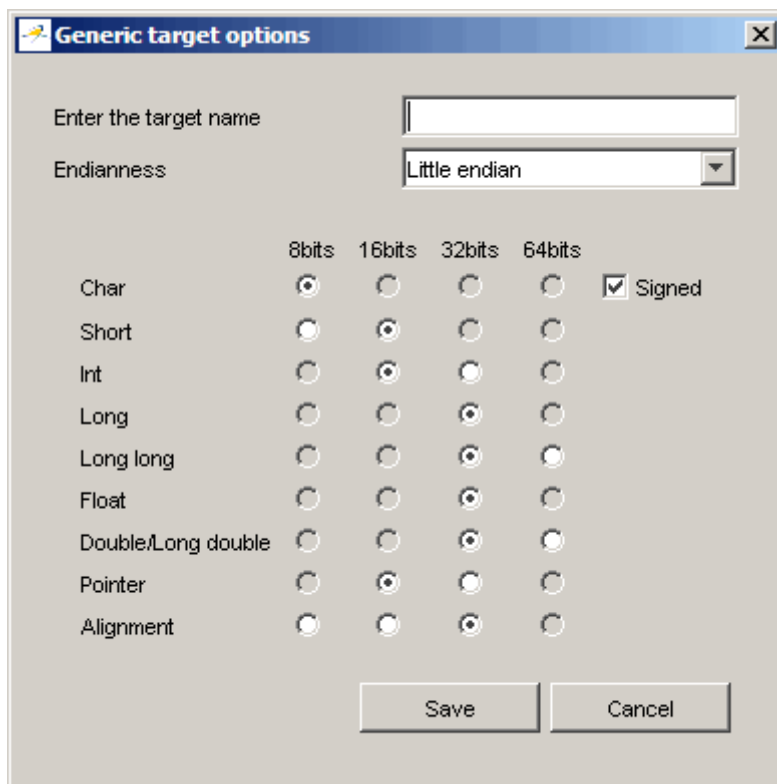 Generic target options
Enter the target name
Endianness Little endian
8bits 16bits 32bits 64bits
Char Signed
Short
Int
Long
Long long
Float
Double/Long double
Pointer
Alignment
Save Cancel